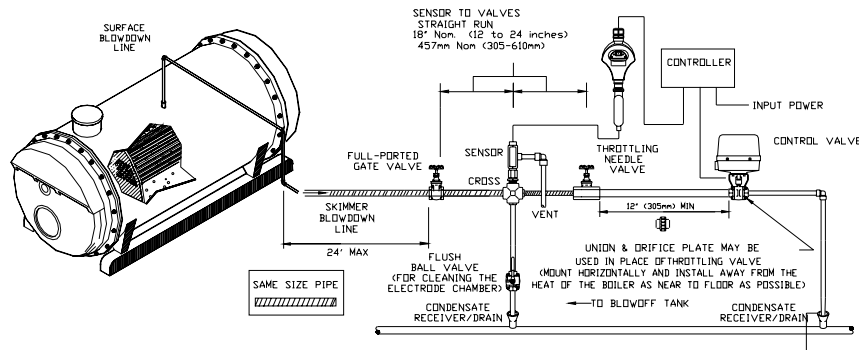 SENSOR TO VALVES
STRAIGHT RUN
18" Nom. (12 to 24 inches)
457mm Nom (305-610mm)
SURFACE
BLOWDOWN
LINE
CONTROLLER
INPUT POWER
CONTROL VALVE
FULL-PORTED
GATE VALVE
SENSOR
THROTTLING
NEEDLE
VALVE
CROSS
VENT
SKIMMER
BLOWDOWN
LINE
12" (305mm) MIN
24' MAX
FLUSH
BALL VALVE
(FOR CLEANING THE
ELECTRODE CHAMBER)
UNION & ORIFICE PLATE MAY BE
USED IN PLACE OFTHROTTLING VALVE
(MOUNT HORIZONTALLY AND INSTALL AWAY FROM THE
HEAT OF THE BOILER AS NEAR TO FLOOR AS POSSIBLE)
SAME SIZE PIPE
TO BLOWOFF TANK
CONDENSATE
RECEIVER/DRAIN
CONDENSATE
RECEIVER/DRAIN